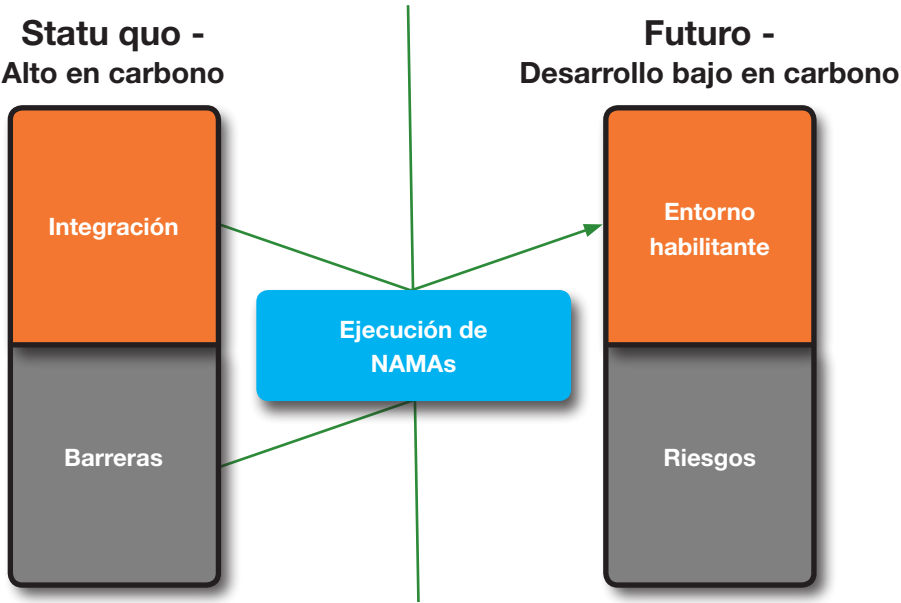 Statu quo -
Alto en carbono
Futuro -
Desarrollo bajo en carbono
Integración
Entorno
habilitante
Ejecución de
NAMAs
Barreras
Riesgos